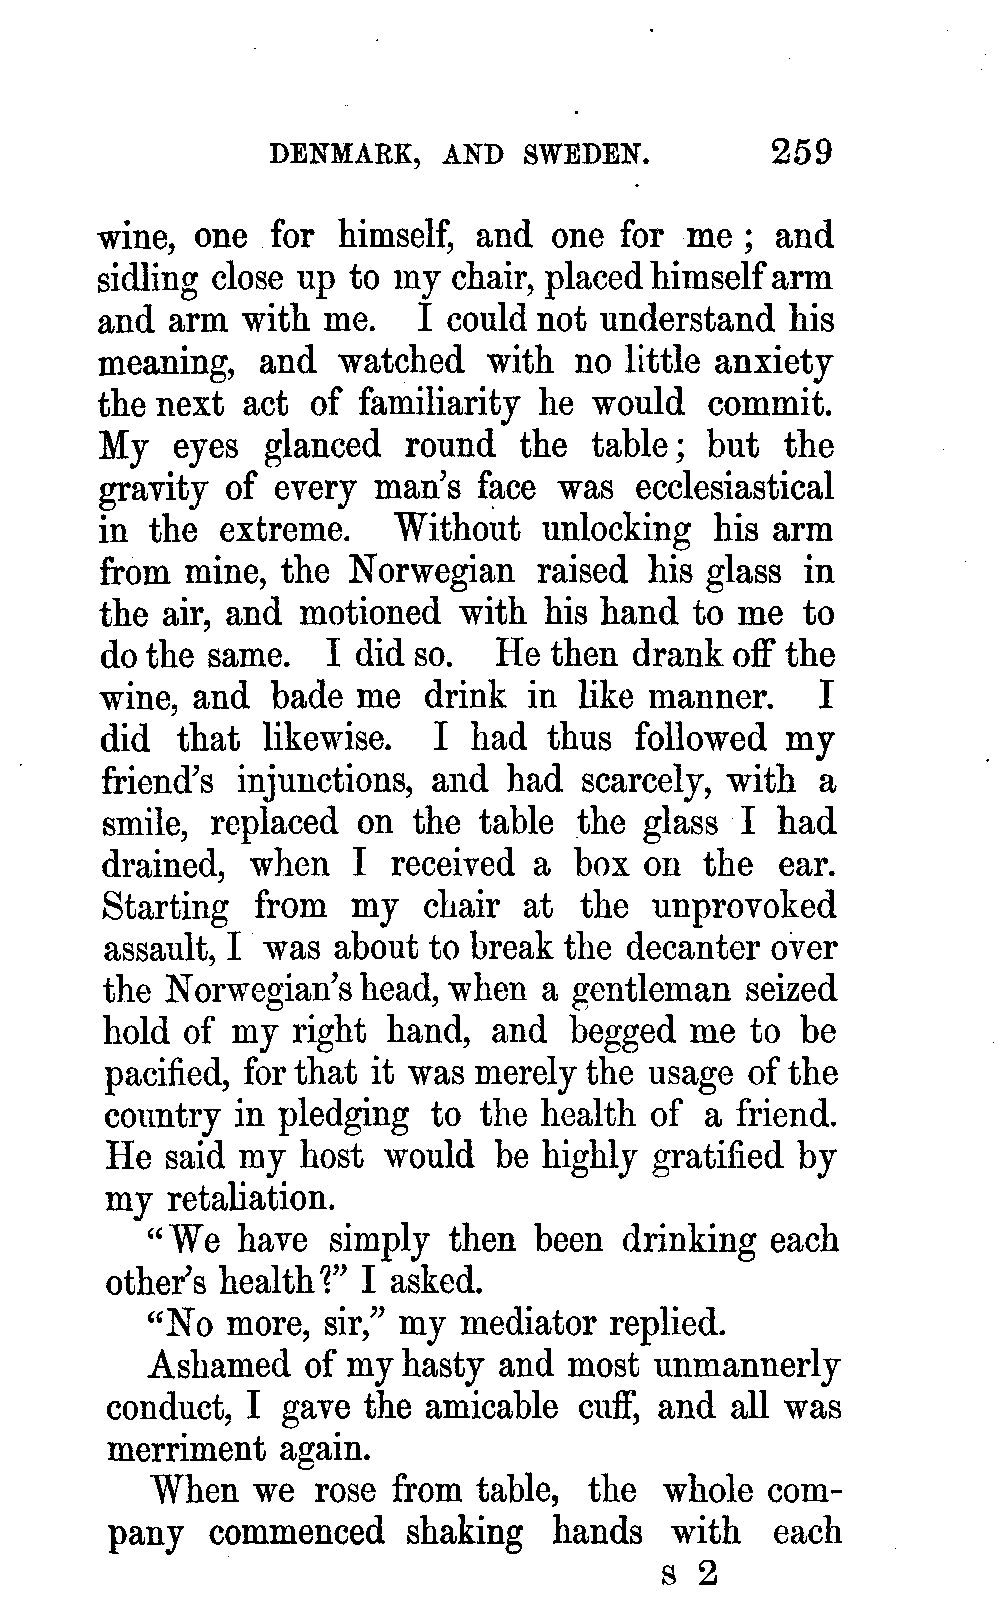 DENMARK, AND SWEDEN. 259
wine, one for himself, and one for me ; and
sidling close up to my chair, placed himself arm
and arm with me. I could not understand his
meaning, and watched with no little anxiety
the next act of familiarity he would commit.
My eyes glanced round the table; but the
gravity of every man's face was ecclesiastical
in the extreme. Without unlocking his arm
from mine, the Norwegian raised his glass in
the air, and motioned with his hand to me to
do the same. I did so. He then drank off the
wine, and bade me drink in like manner. I
did that likewise. I had thus followed my
friend's injunctions, and had scarcely, with a
smile, replaced on the table the glass I had
drained, when I received a box on the ear.
Starting from my chair at the unprovoked
assault, I was about to break the decanter over
the Norwegian's head, when a gentleman seized
hold of my right hand, and begged me to be
pacified, for that it was merely the usage of the
country in pledging to the health of a friend.
He said my host would be highly gratified by
my retaliation.
"We have simply then been drinking each
other's health?" I asked.
"No more, sir," my mediator replied.
Ashamed of my hasty and most unmannerly
conduct, I gave the amicable cuff, and all was
merriment again.
When we rose from table, the whole com-
pany commenced shaking hands with each
s 2